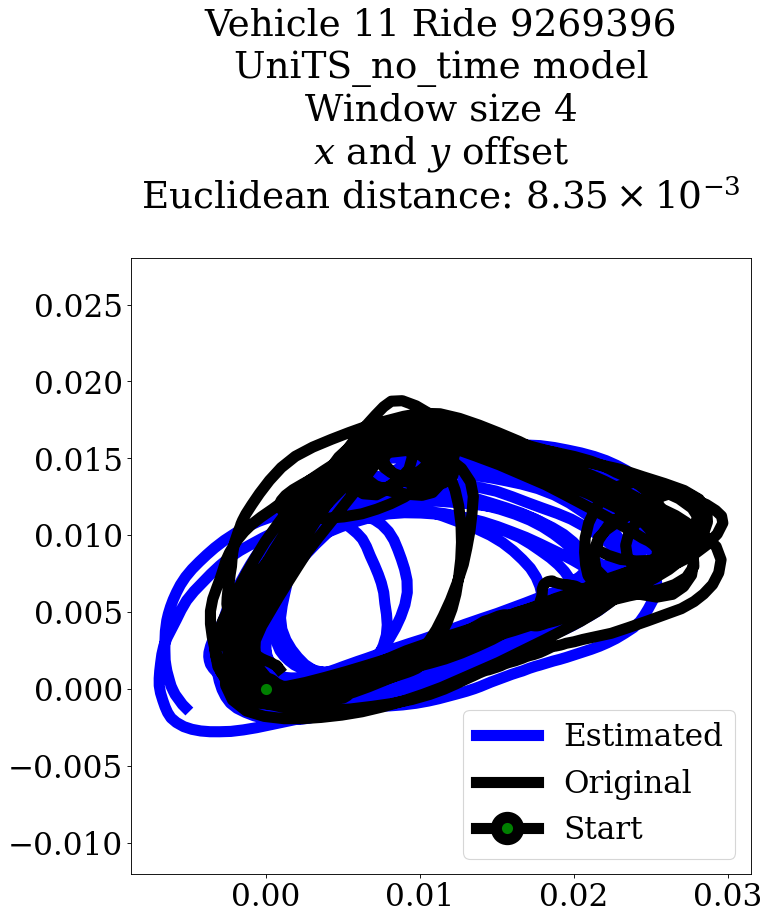 Vehicle 11 Ride 9269396
UniTS_no_time model
Window size 4
x and y offset
Euclidean distance: 8.35 × 10⁻³
0.025
0.020
0.015
0.010
0.005
0.000
−0.005
−0.010
0.00 0.01 0.02 0.03
Estimated
Original
Start